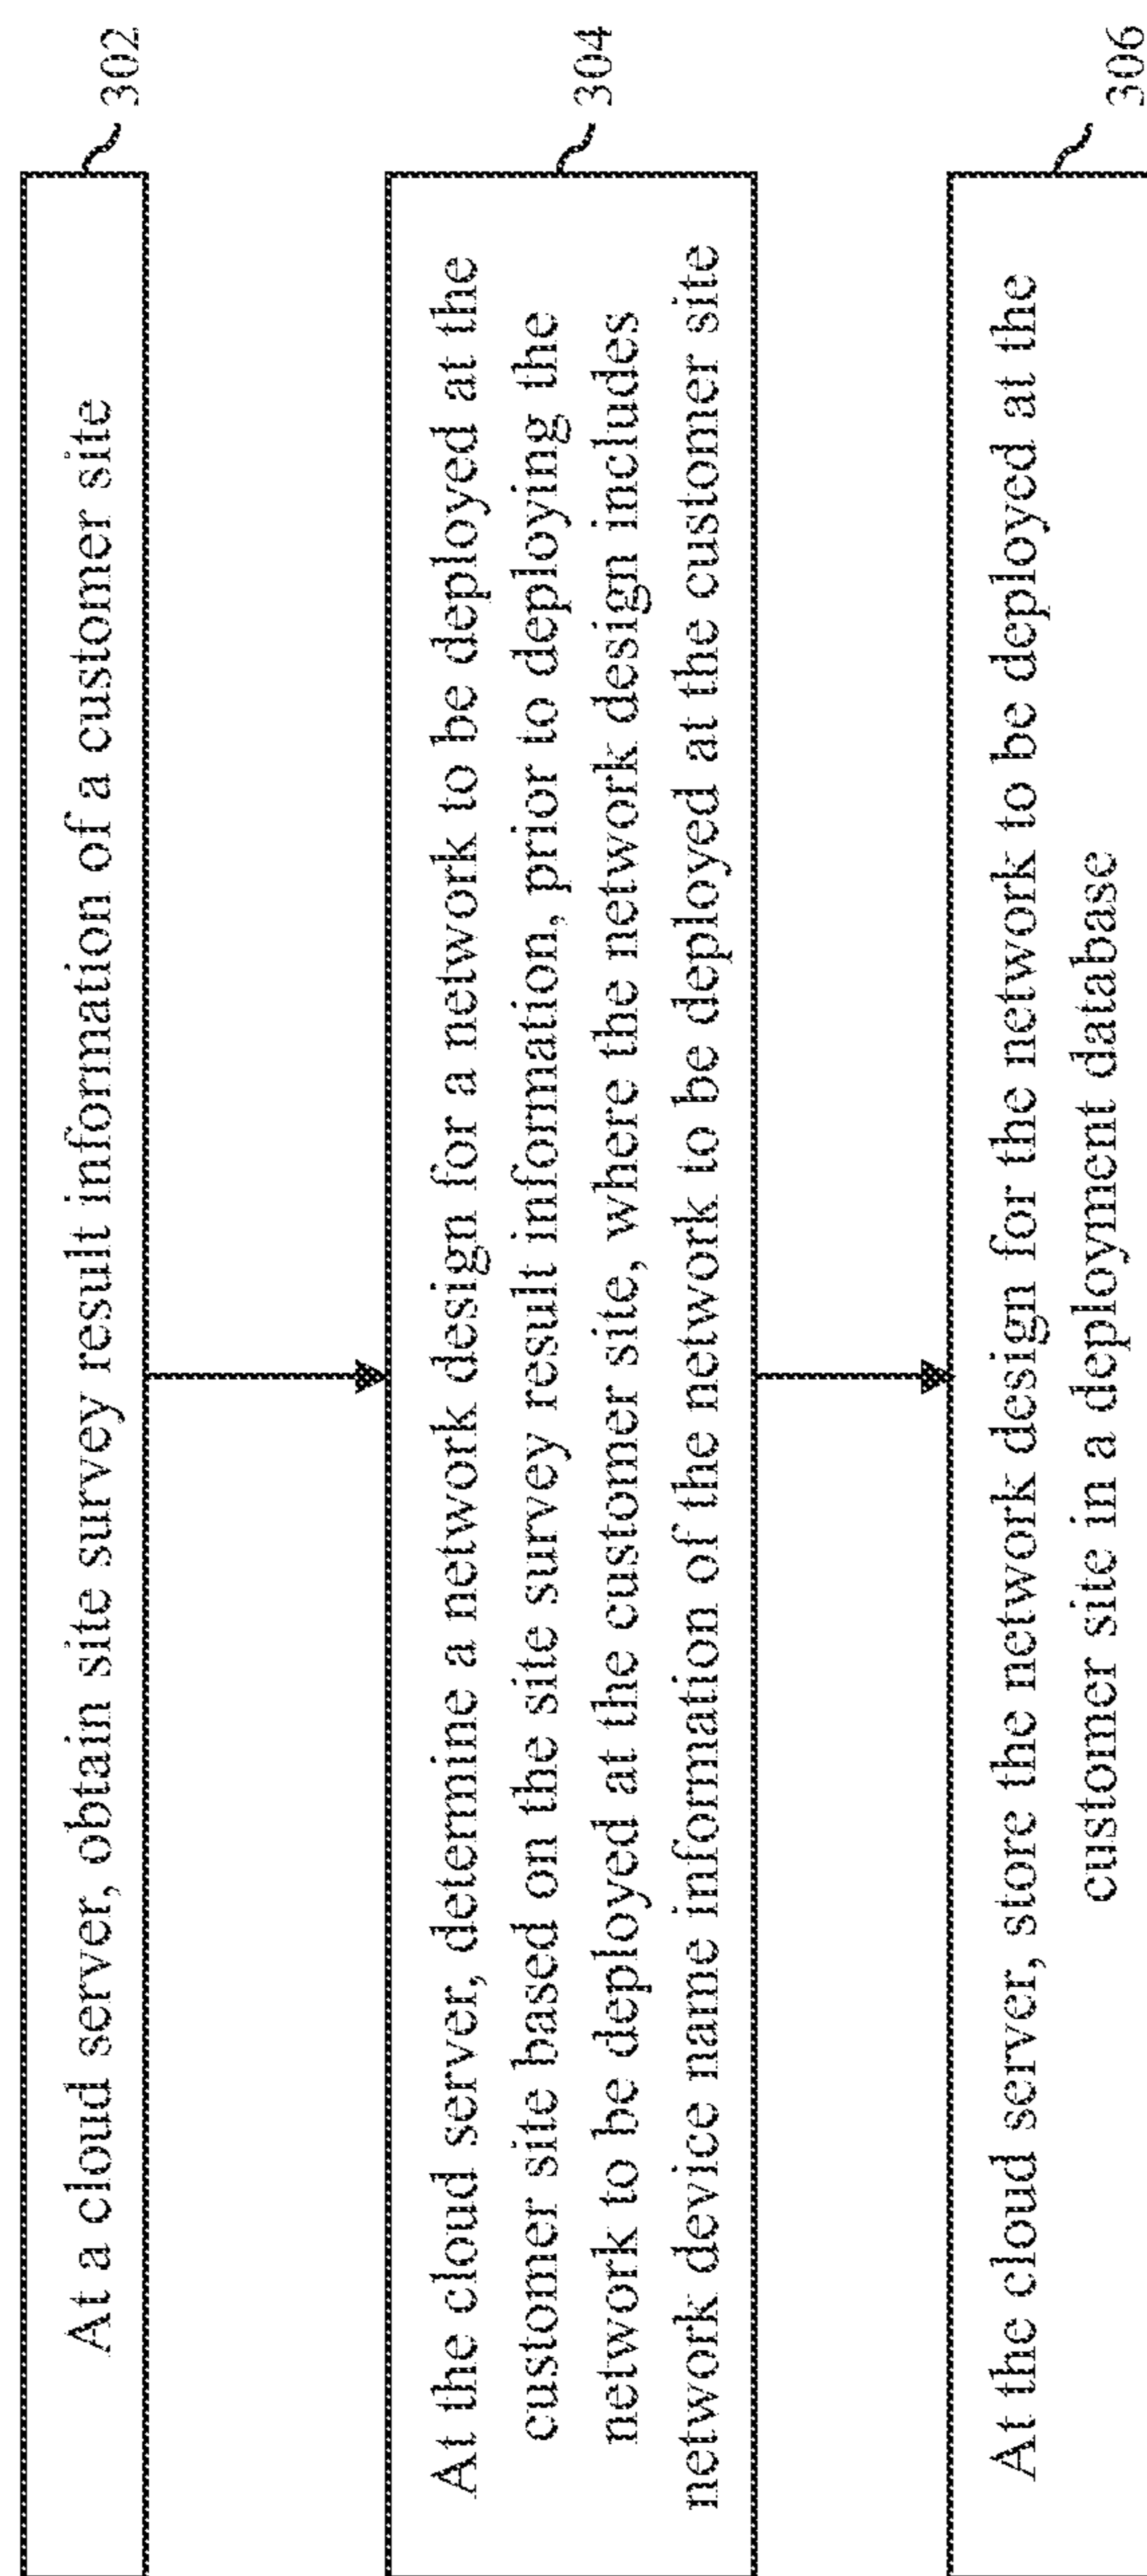 At a cloud server, obtain site survey result information of a customer site
302
At the cloud server, determine a network design for a network to be deployed at the
customer site based on the site survey result information, prior to deploying the
network to be deployed at the customer site, where the network design includes
network device name information of the network to be deployed at the customer site
304
At the cloud server, store the network design for the network to be deployed at the
customer site in a deployment database
306